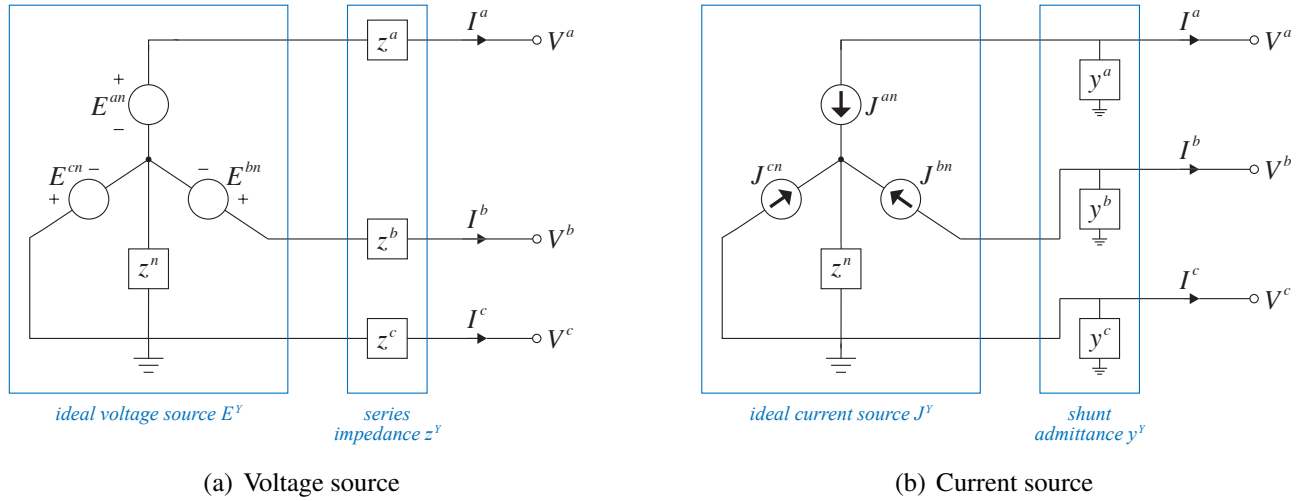 I^a
V^a
z^a
+
E^{an}
−
E^{cn} −
− E^{bn}
+
+
I^b
V^b
z^b
z^n
I^c
V^c
z^c
ideal voltage source E^Y
series
impedance z^Y
(a) Voltage source
I^a
V^a
y^a
J^{an}
J^{cn}
J^{bn}
I^b
V^b
y^b
z^n
I^c
V^c
y^c
ideal current source J^Y
shunt
admittance y^Y
(b) Current source